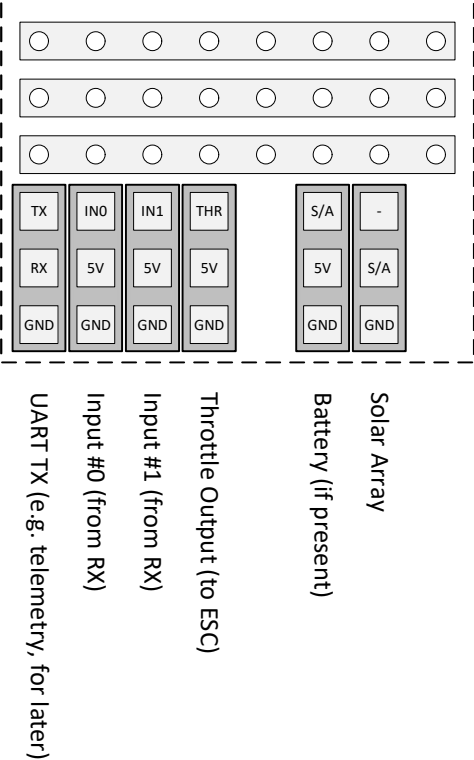 TX IN0 IN1 THR S/A -
RX 5V 5V 5V 5V S/A
GND GND GND GND GND GND
UART TX (e.g. telemetry, for later)
Input #0 (from RX)
Input #1 (from RX)
Throttle Output (to ESC)
Battery (if present)
Solar Array